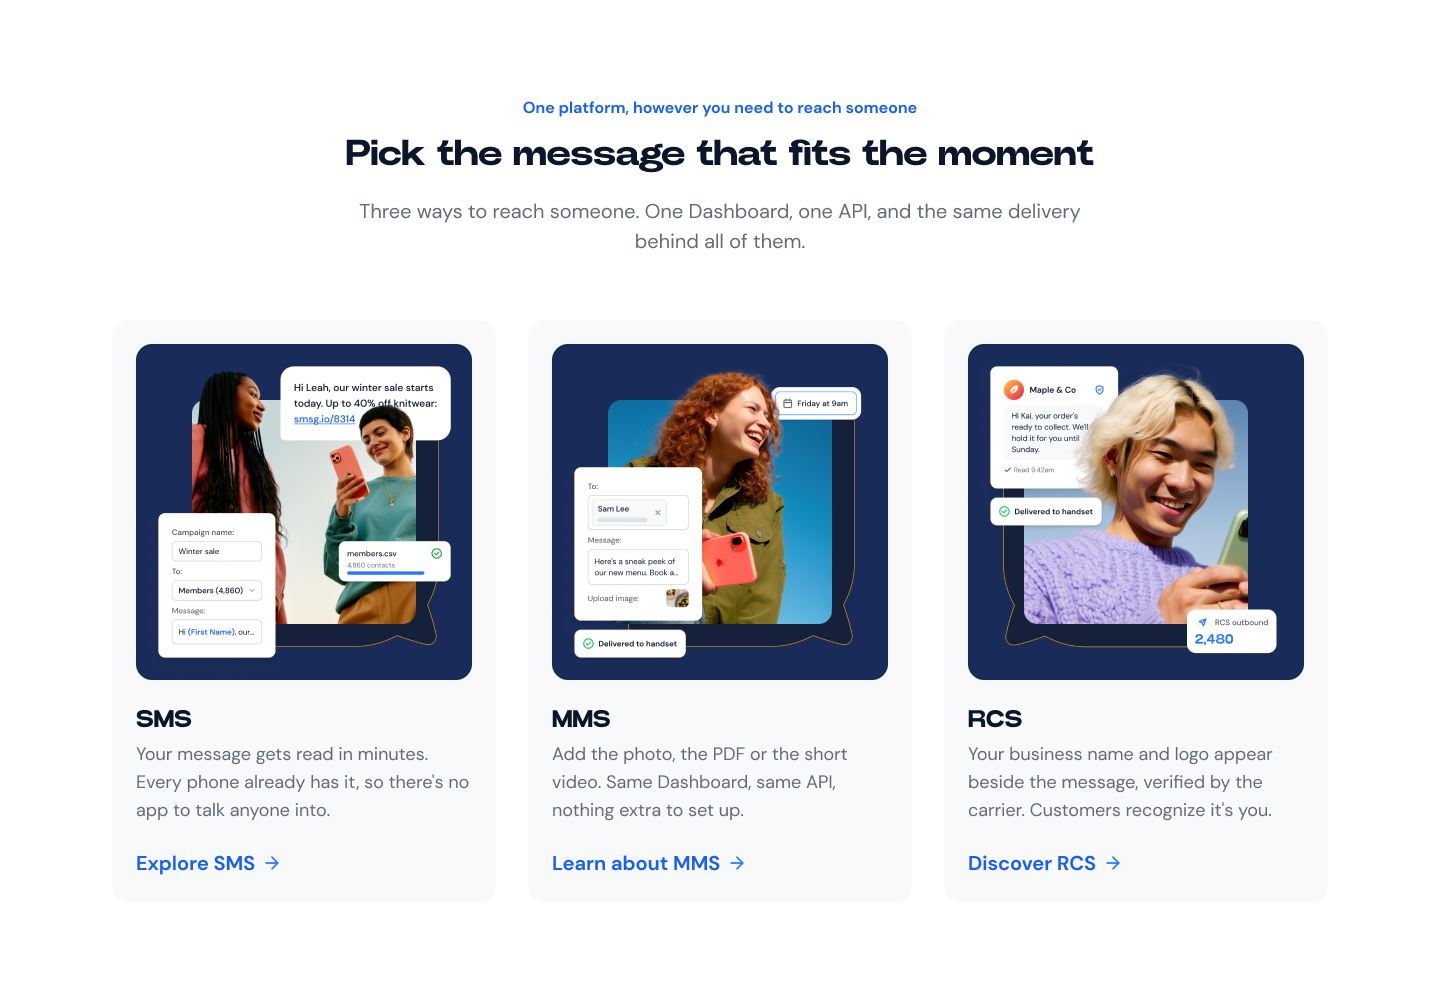 One platform, however you need to reach someone
Pick the message that fits the moment
Three ways to reach someone. One Dashboard, one API, and the same delivery
behind all of them.
Hi Leah, our winter sale starts
today. Up to 40% off knitwear:
smsg.io/8314
Campaign name:
Winter sale
To:
Members (4,860)
Message:
Hi (First Name), our...
members.csv
4,860 contacts
SMS
Your message gets read in minutes.
Every phone already has it, so there's no
app to talk anyone into.
Explore SMS
Friday at 9am
To:
Sam Lee
Message:
Here's a sneak peek of
our new menu. Book a...
Upload image:
Delivered to handset
MMS
Add the photo, the PDF or the short
video. Same Dashboard, same API,
nothing extra to set up.
Learn about MMS
Maple & Co
Hi Kai, your order's
ready to collect. We'll
hold it for you until
Sunday.
Read 9.42am
Delivered to handset
RCS outbound
2,480
RCS
Your business name and logo appear
beside the message, verified by the
carrier. Customers recognize it's you.
Discover RCS